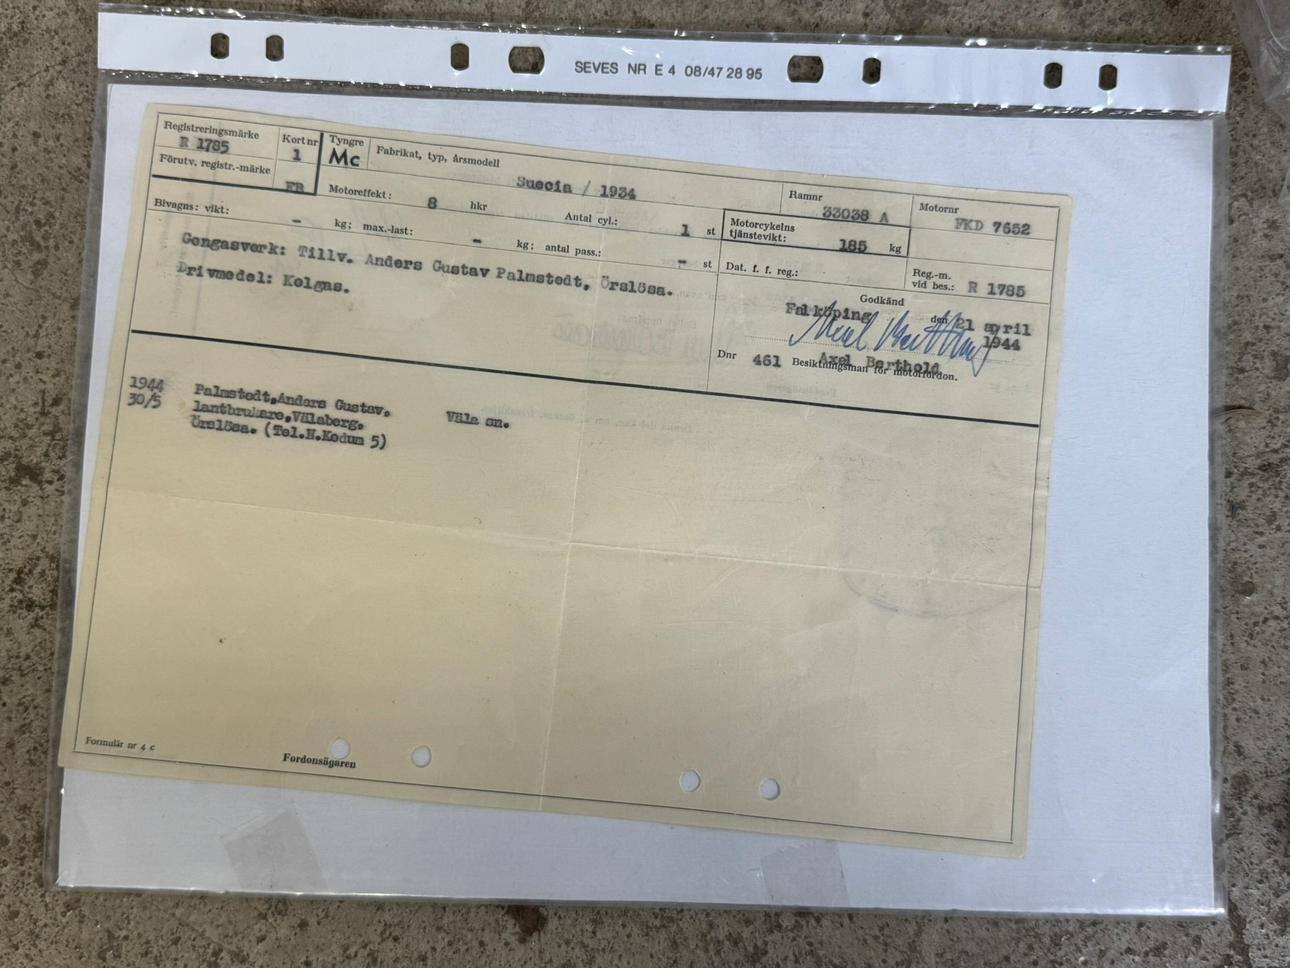 SEVES NR E 4 08/47 28 95
Registreringsmärke
R 1785
Kort nr
1
Tyngre
Mc
Fabrikat, typ, årsmodell
Suecia / 1934
Ramnr
33038 A
Motornr
FKD 7652
Förutv. registr.-märke
FR
Motoreffekt: 8 hkr
Antal cyl.: 1 st
Motorcykelns
tjänstevikt: 185 kg
Bivagns: vikt: - kg; max.-last: - kg; antal pass.: - st
Dat. f. f. reg.:
Reg.-m.
vid bes.: R 1785
Gengasverk: Tillv. Anders Gustav Palmstedt, Örslösa.
Drivmedel: Kolgas.
Godkänd
Falköping den 21 april
1944
Axel Berthold
Dnr 461 Besiktningsman för motorfordon.
1944
30/5
Palmstedt,Anders Gustav,
lantbrukare,Välaberg,
Örslösa. (Tel.N.Kedum 5)
Väla sn.
Formulär nr 4 c
Fordonsägaren